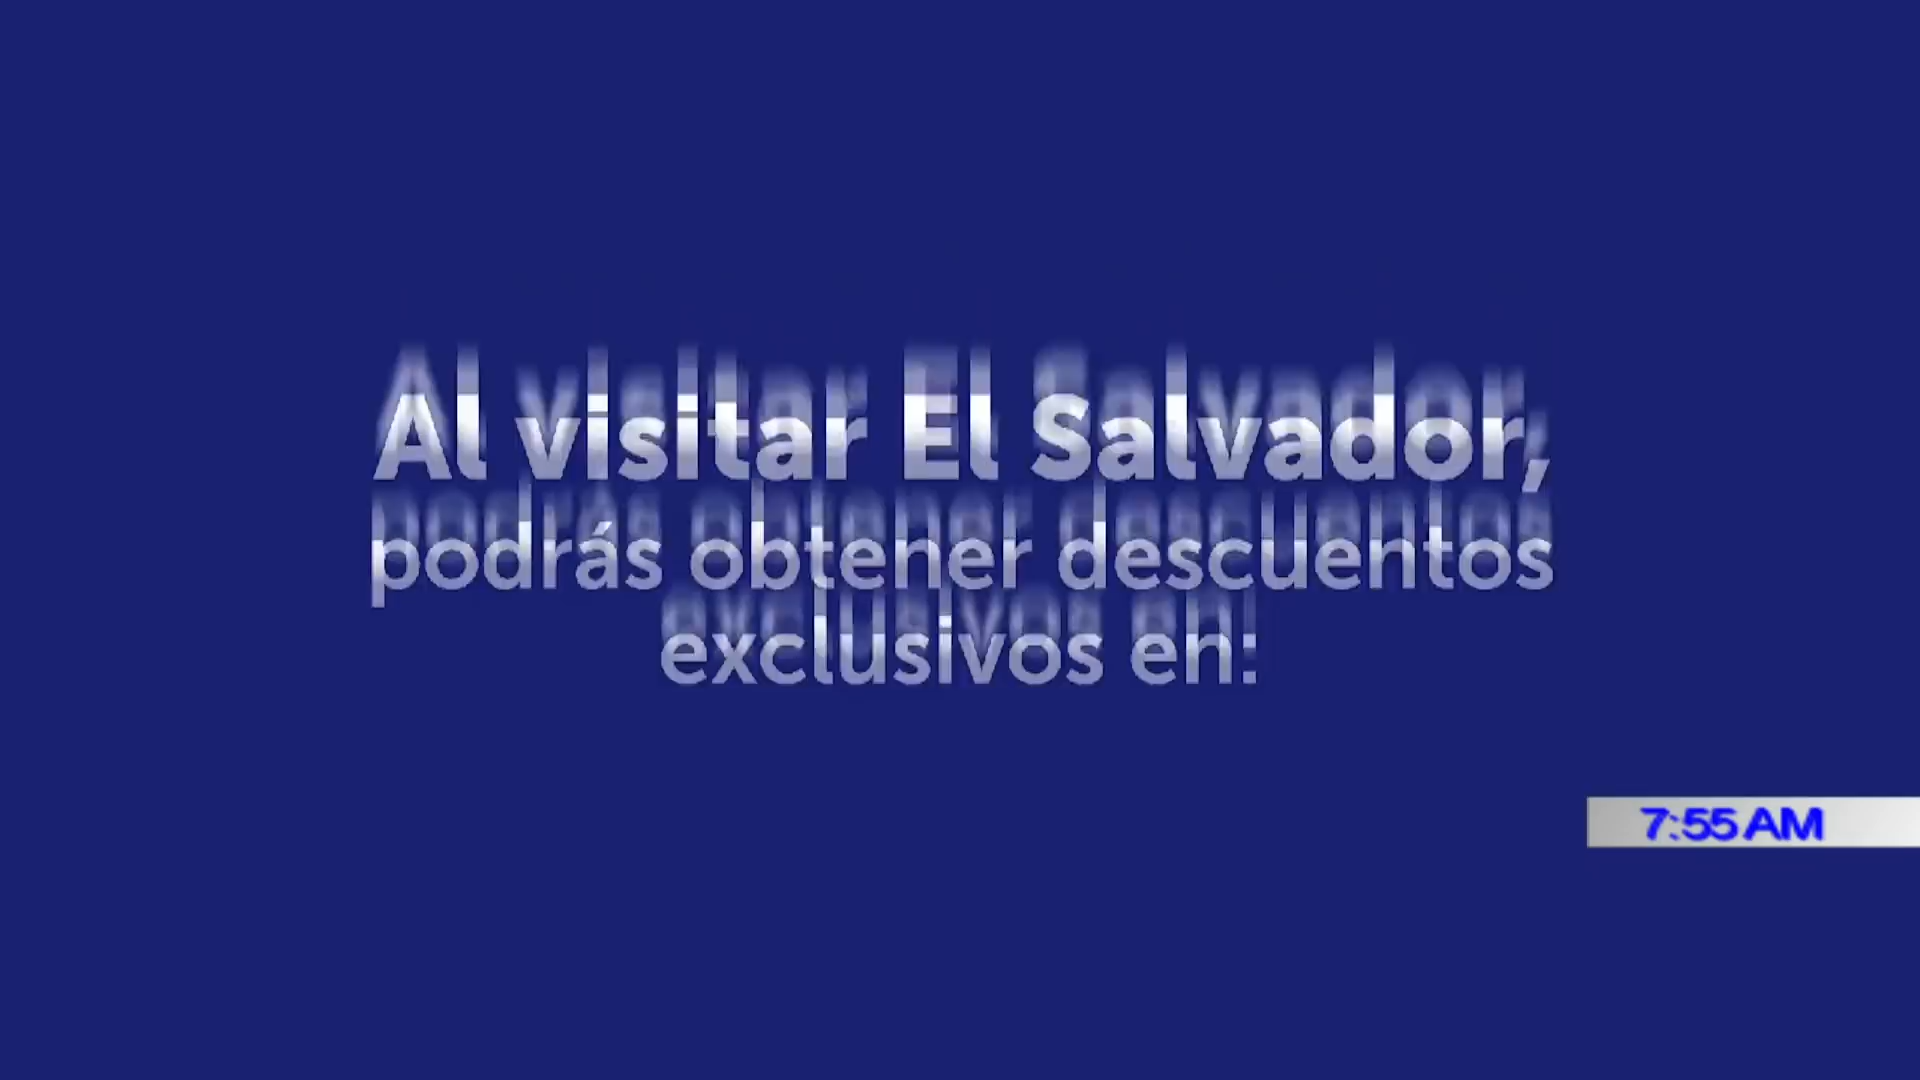 Al visitar El Salvador,
podrás obtener descuentos
exclusivos en:
7:55 AM